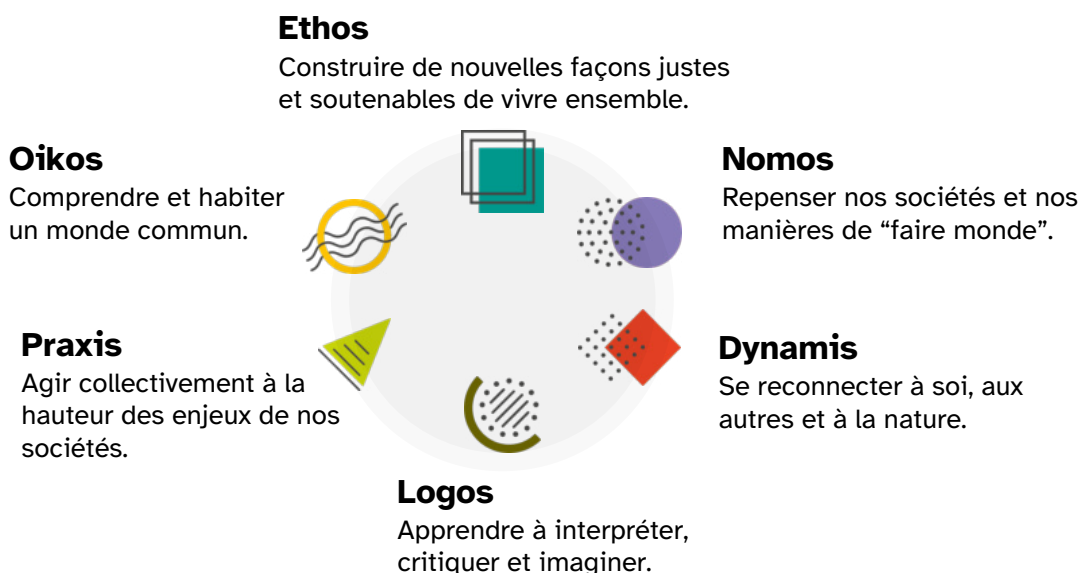 Ethos
Construire de nouvelles façons justes
et soutenables de vivre ensemble.
Oikos
Comprendre et habiter
un monde commun.
Nomos
Repenser nos sociétés et nos
manières de “faire monde”.
Praxis
Agir collectivement à la
hauteur des enjeux de nos
sociétés.
Dynamis
Se reconnecter à soi, aux
autres et à la nature.
Logos
Apprendre à interpréter,
critiquer et imaginer.